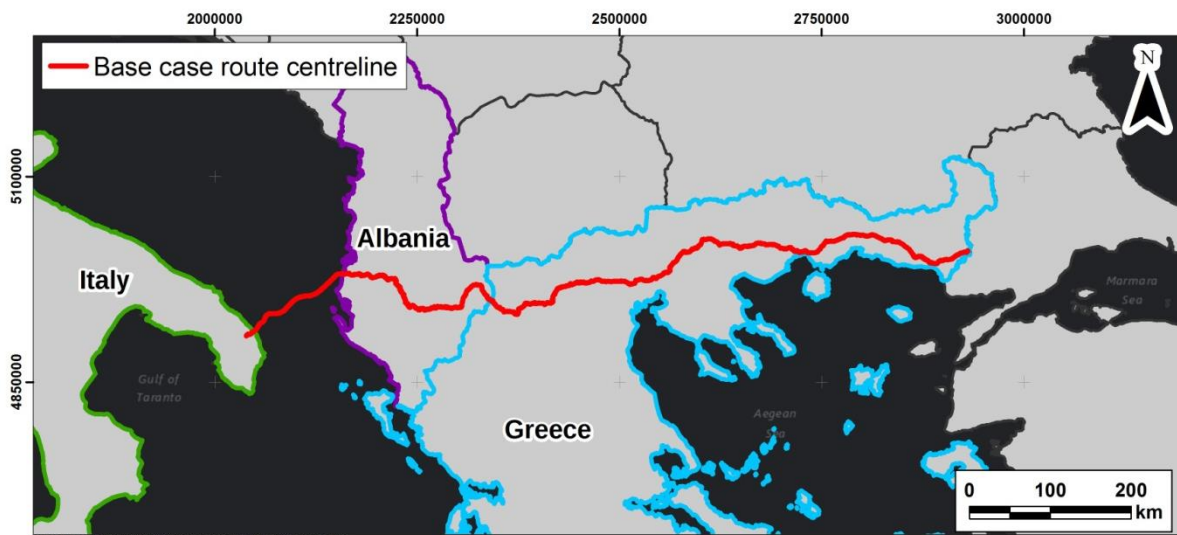 2000000 2250000 2500000 2750000 3000000
Base case route centreline
N
5100000
Albania
Italy
Marmara
Sea
4850000
Gulf of
Taranto
Greece
Aegean
Sea
0 100 200
km